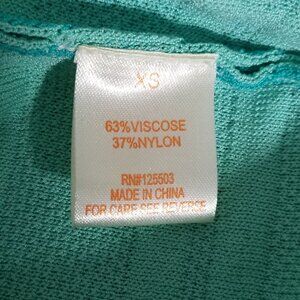 XS
63%VISCOSE
37%NYLON
RN#125503
MADE IN CHINA
FOR CARE SEE REVERSE